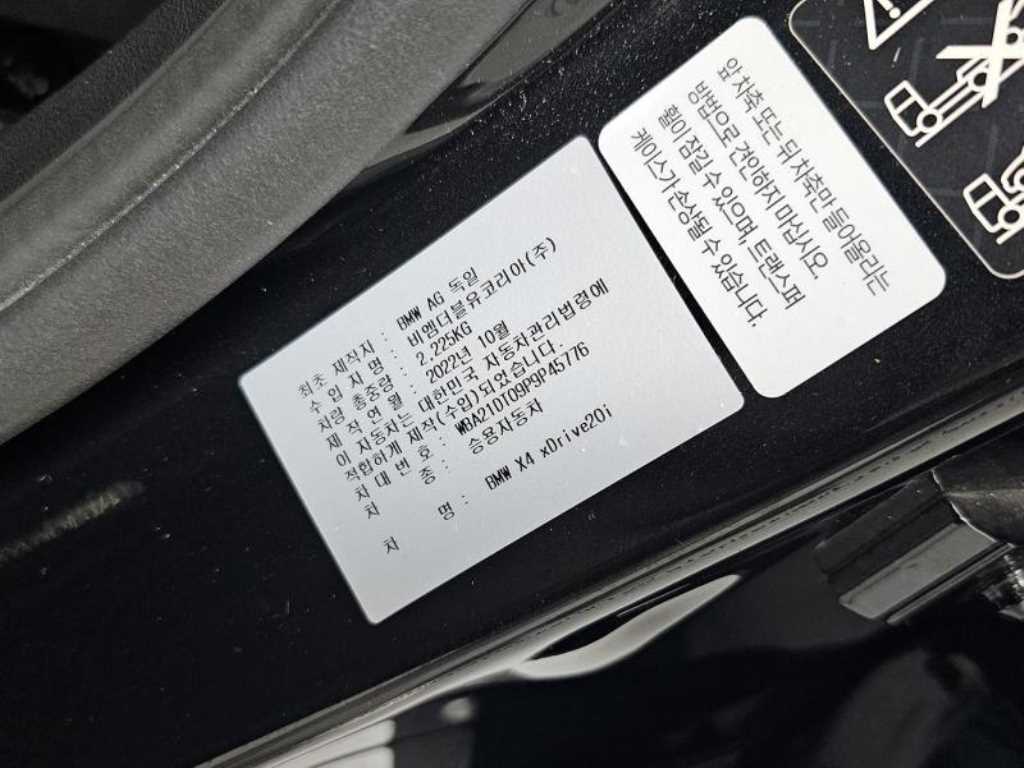 최초 제작지 : BMW AG 독일
수 입 자 명 : 비엠더블유코리아(주)
차량 총중량 : 2,225KG
제 작 연 월 : 2022년 10월
이 자동차는 대한민국 자동차관리법령에
적합하게 제작(수입)되었습니다.
차 대 번 호 : WBA21DT09P9P45776
차 종 : 승용자동차
차 명 : BMW X4 xDrive20i
앞 차축 또는 뒤 차축만 들어올리는
방법으로 견인하지 마십시오.
휠이 잠길 수 있으며, 트랜스퍼
케이스가 손상될 수 있습니다.